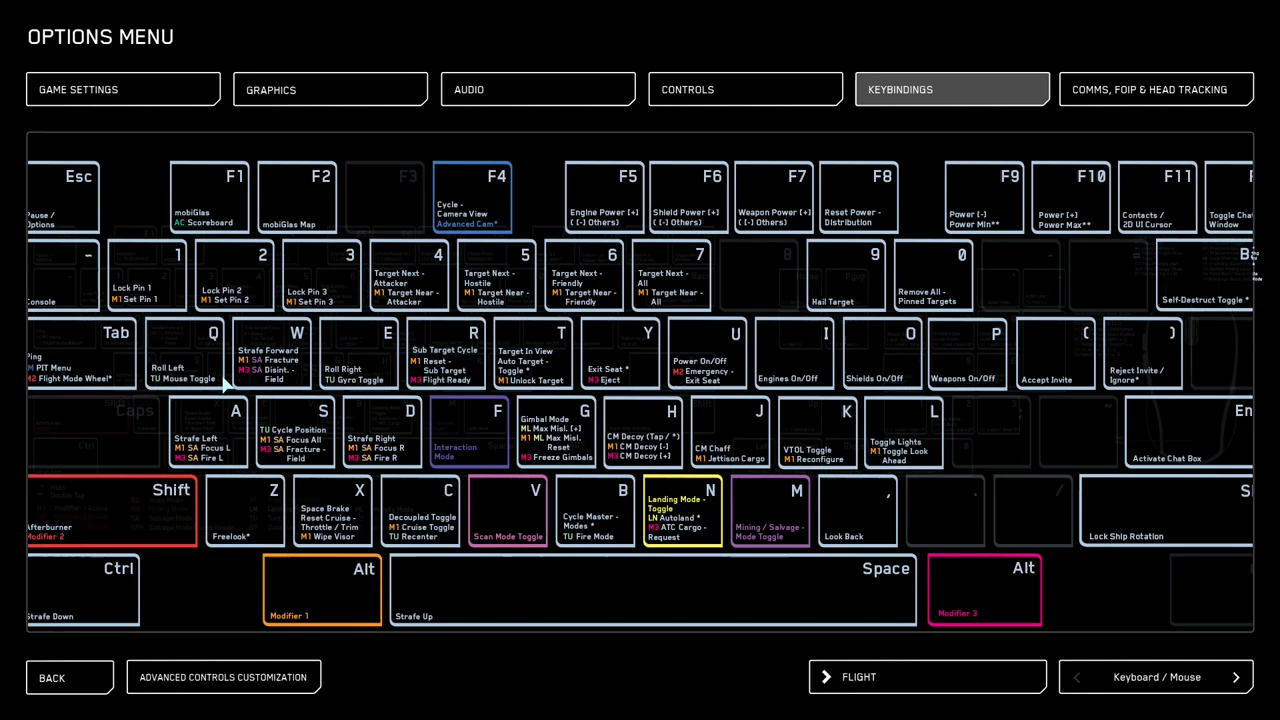 OPTIONS MENU
GAME SETTINGS
GRAPHICS
AUDIO
CONTROLS
KEYBINDINGS
COMMS, FOIP & HEAD TRACKING
Esc
Pause /
Options
F1
mobiGlas
AC Scoreboard
F2
mobiGlas Map
F3
F4
Cycle -
Camera View
Advanced Cam*
F5
Engine Power [+]
( [-] Others)
F6
Shield Power [+]
( [-] Others)
F7
Weapon Power [+]
( [-] Others)
F8
Reset Power -
Distribution
F9
Power [-]
Power Min**
F10
Power [+]
Power Max**
F11
Contacts /
2D UI Cursor
Toggle Chat
Window
~
Console
1
Lock Pin 1
M1 Set Pin 1
2
Lock Pin 2
M1 Set Pin 2
3
Lock Pin 3
M1 Set Pin 3
4
Target Next -
Attacker
M1 Target Near -
Attacker
5
Target Next -
Hostile
M1 Target Near -
Hostile
6
Target Next -
Friendly
M1 Target Near -
Friendly
7
Target Next -
All
M1 Target Near -
All
8
9
Hail Target
0
Remove All -
Pinned Targets
Self-Destruct Toggle *
Tab
Ping
M PIT Menu
M2 Flight Mode Wheel*
Q
Roll Left
TU Mouse Toggle
W
Strafe Forward
M1 SA Fracture
M3 SA Disint. -
Field
E
Roll Right
TU Gyro Toggle
R
Sub Target Cycle
M1 Reset -
Sub Target
M3 Flight Ready
T
Target In View
Auto Target -
Toggle *
M1 Unlock Target
Y
Exit Seat *
M3 Eject
U
Power On/Off
M2 Emergency -
Exit Seat
I
Engines On/Off
O
Shields On/Off
P
Weapons On/Off
(
Accept Invite
)
Reject Invite /
Ignore*
Caps
A
Strafe Left
M1 SA Focus L
M3 SA Fire L
S
TU Cycle Position
M1 SA Focus All
M3 SA Fracture -
Field
D
Strafe Right
M1 SA Focus R
M3 SA Fire R
F
Interaction
Mode
G
Gimbal Mode
ML Max Misl. [+]
M1 ML Max Misl.
Reset
M3 Freeze Gimbals
H
CM Decoy (Tap / *)
M1 CM Decoy [-]
M3 CM Decoy [+]
J
CM Chaff
M1 Jettison Cargo
K
VTOL Toggle
M1 Reconfigure
L
Toggle Lights
M1 Toggle Look
Ahead
En
Activate Chat Box
Shift
Afterburner
Modifier 2
Z
Freelook*
X
Space Brake
Reset Cruise -
Throttle / Trim
M1 Wipe Visor
C
Decoupled Toggle
M1 Cruise Toggle
TU Recenter
V
Scan Mode Toggle
B
Cycle Master -
Modes *
TU Fire Mode
N
Landing Mode -
Toggle
LN Autoland *
M3 ATC Cargo -
Request
M
Mining / Salvage -
Mode Toggle
,
Look Back
.
/
Lock Ship Rotation
Ctrl
Strafe Down
Alt
Modifier 1
Space
Strafe Up
Alt
Modifier 3
BACK
ADVANCED CONTROLS CUSTOMIZATION
FLIGHT
Keyboard / Mouse